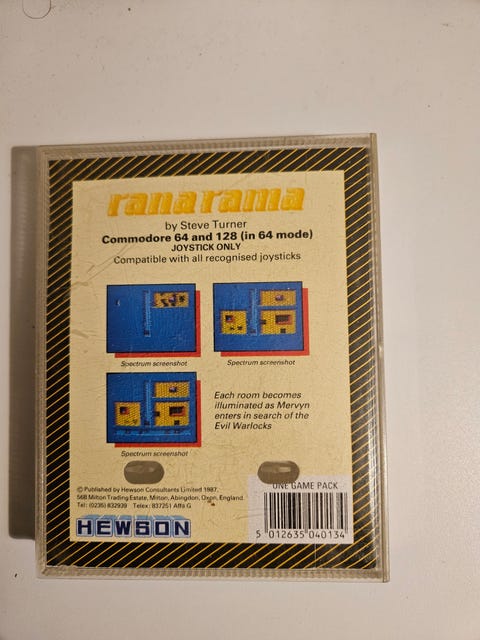 ranarama
by Steve Turner
Commodore 64 and 128 (in 64 mode)
JOYSTICK ONLY
Compatible with all recognised joysticks
Spectrum screenshot
Spectrum screenshot
Spectrum screenshot
Each room becomes
illuminated as Mervyn
enters in search of the
Evil Warlocks
© Published by Hewson Consultants Limited 1987.
56B Milton Trading Estate, Milton, Abingdon, Oxon, England.
Tel: (0235) 832939 Telex: 837251 Affs G
HEWSON
ONE GAME PACK
5 012635 040134